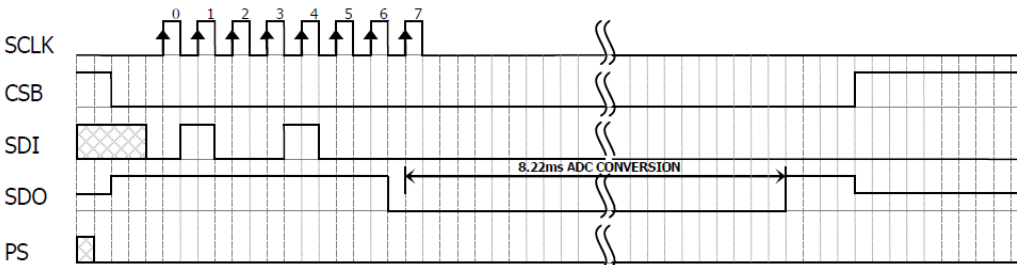 0 1 2 3 4 5 6 7
SCLK
CSB
SDI
8.22ms ADC CONVERSION
SDO
PS